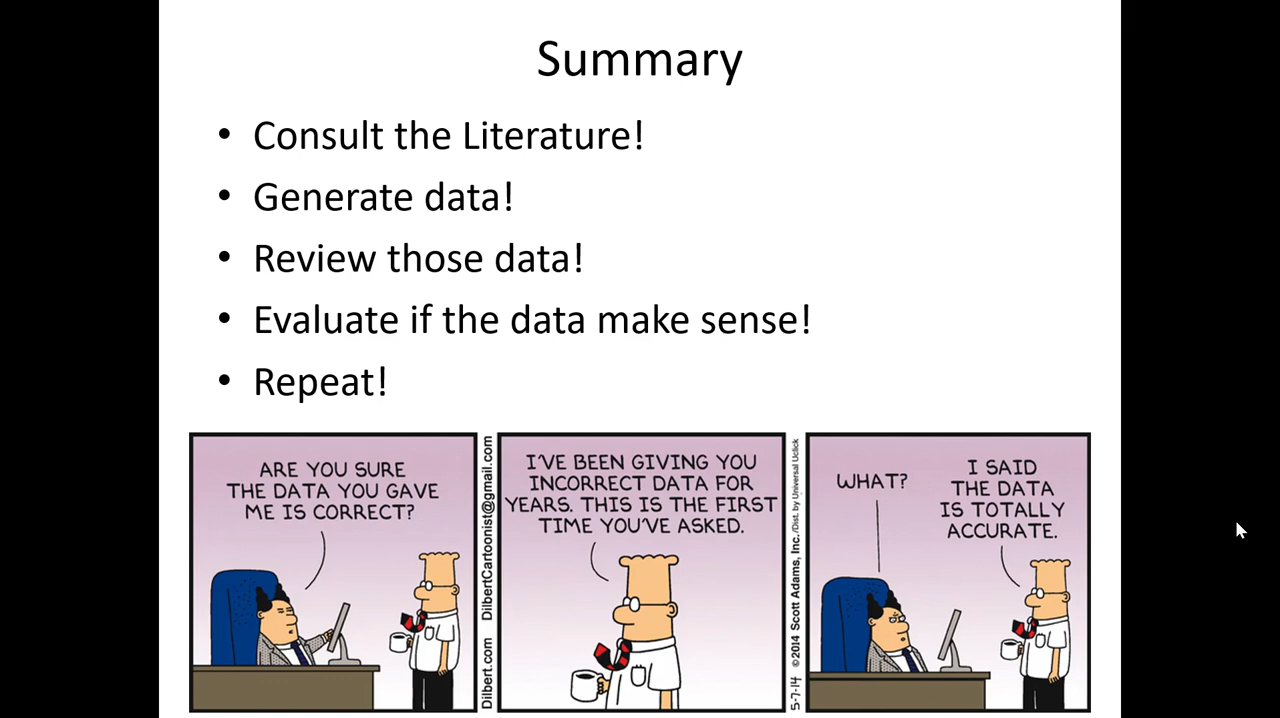 Summary
• Consult the Literature!
• Generate data!
• Review those data!
• Evaluate if the data make sense!
• Repeat!
ARE YOU SURE
THE DATA YOU GAVE
ME IS CORRECT?
Dilbert.com DilbertCartoonist@gmail.com
I'VE BEEN GIVING YOU
INCORRECT DATA FOR
YEARS. THIS IS THE FIRST
TIME YOU'VE ASKED.
5-7-14 ©2014 Scott Adams, Inc. /Dist. by Universal Uclick
WHAT?
I SAID
THE DATA
IS TOTALLY
ACCURATE.